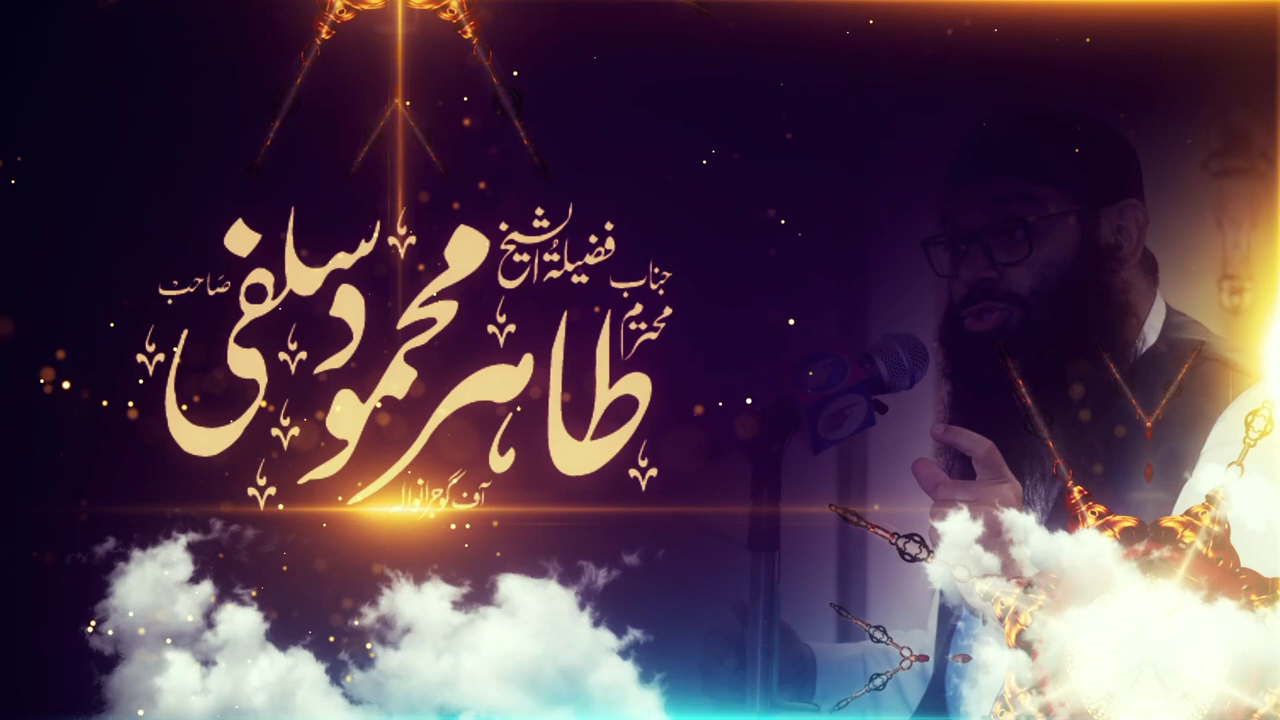 جناب محترم
فضیلۃ الشیخ
طاہر محمود سلفی صاحب
آف گوجرانوالہ